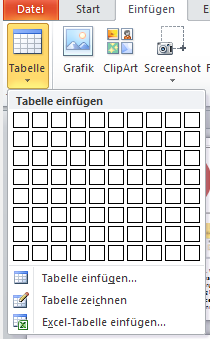 Datei Start Einfügen E
Tabelle Grafik ClipArt Screenshot F
Tabelle einfügen
Tabelle einfügen...
Tabelle zeichnen
Excel-Tabelle einfügen...